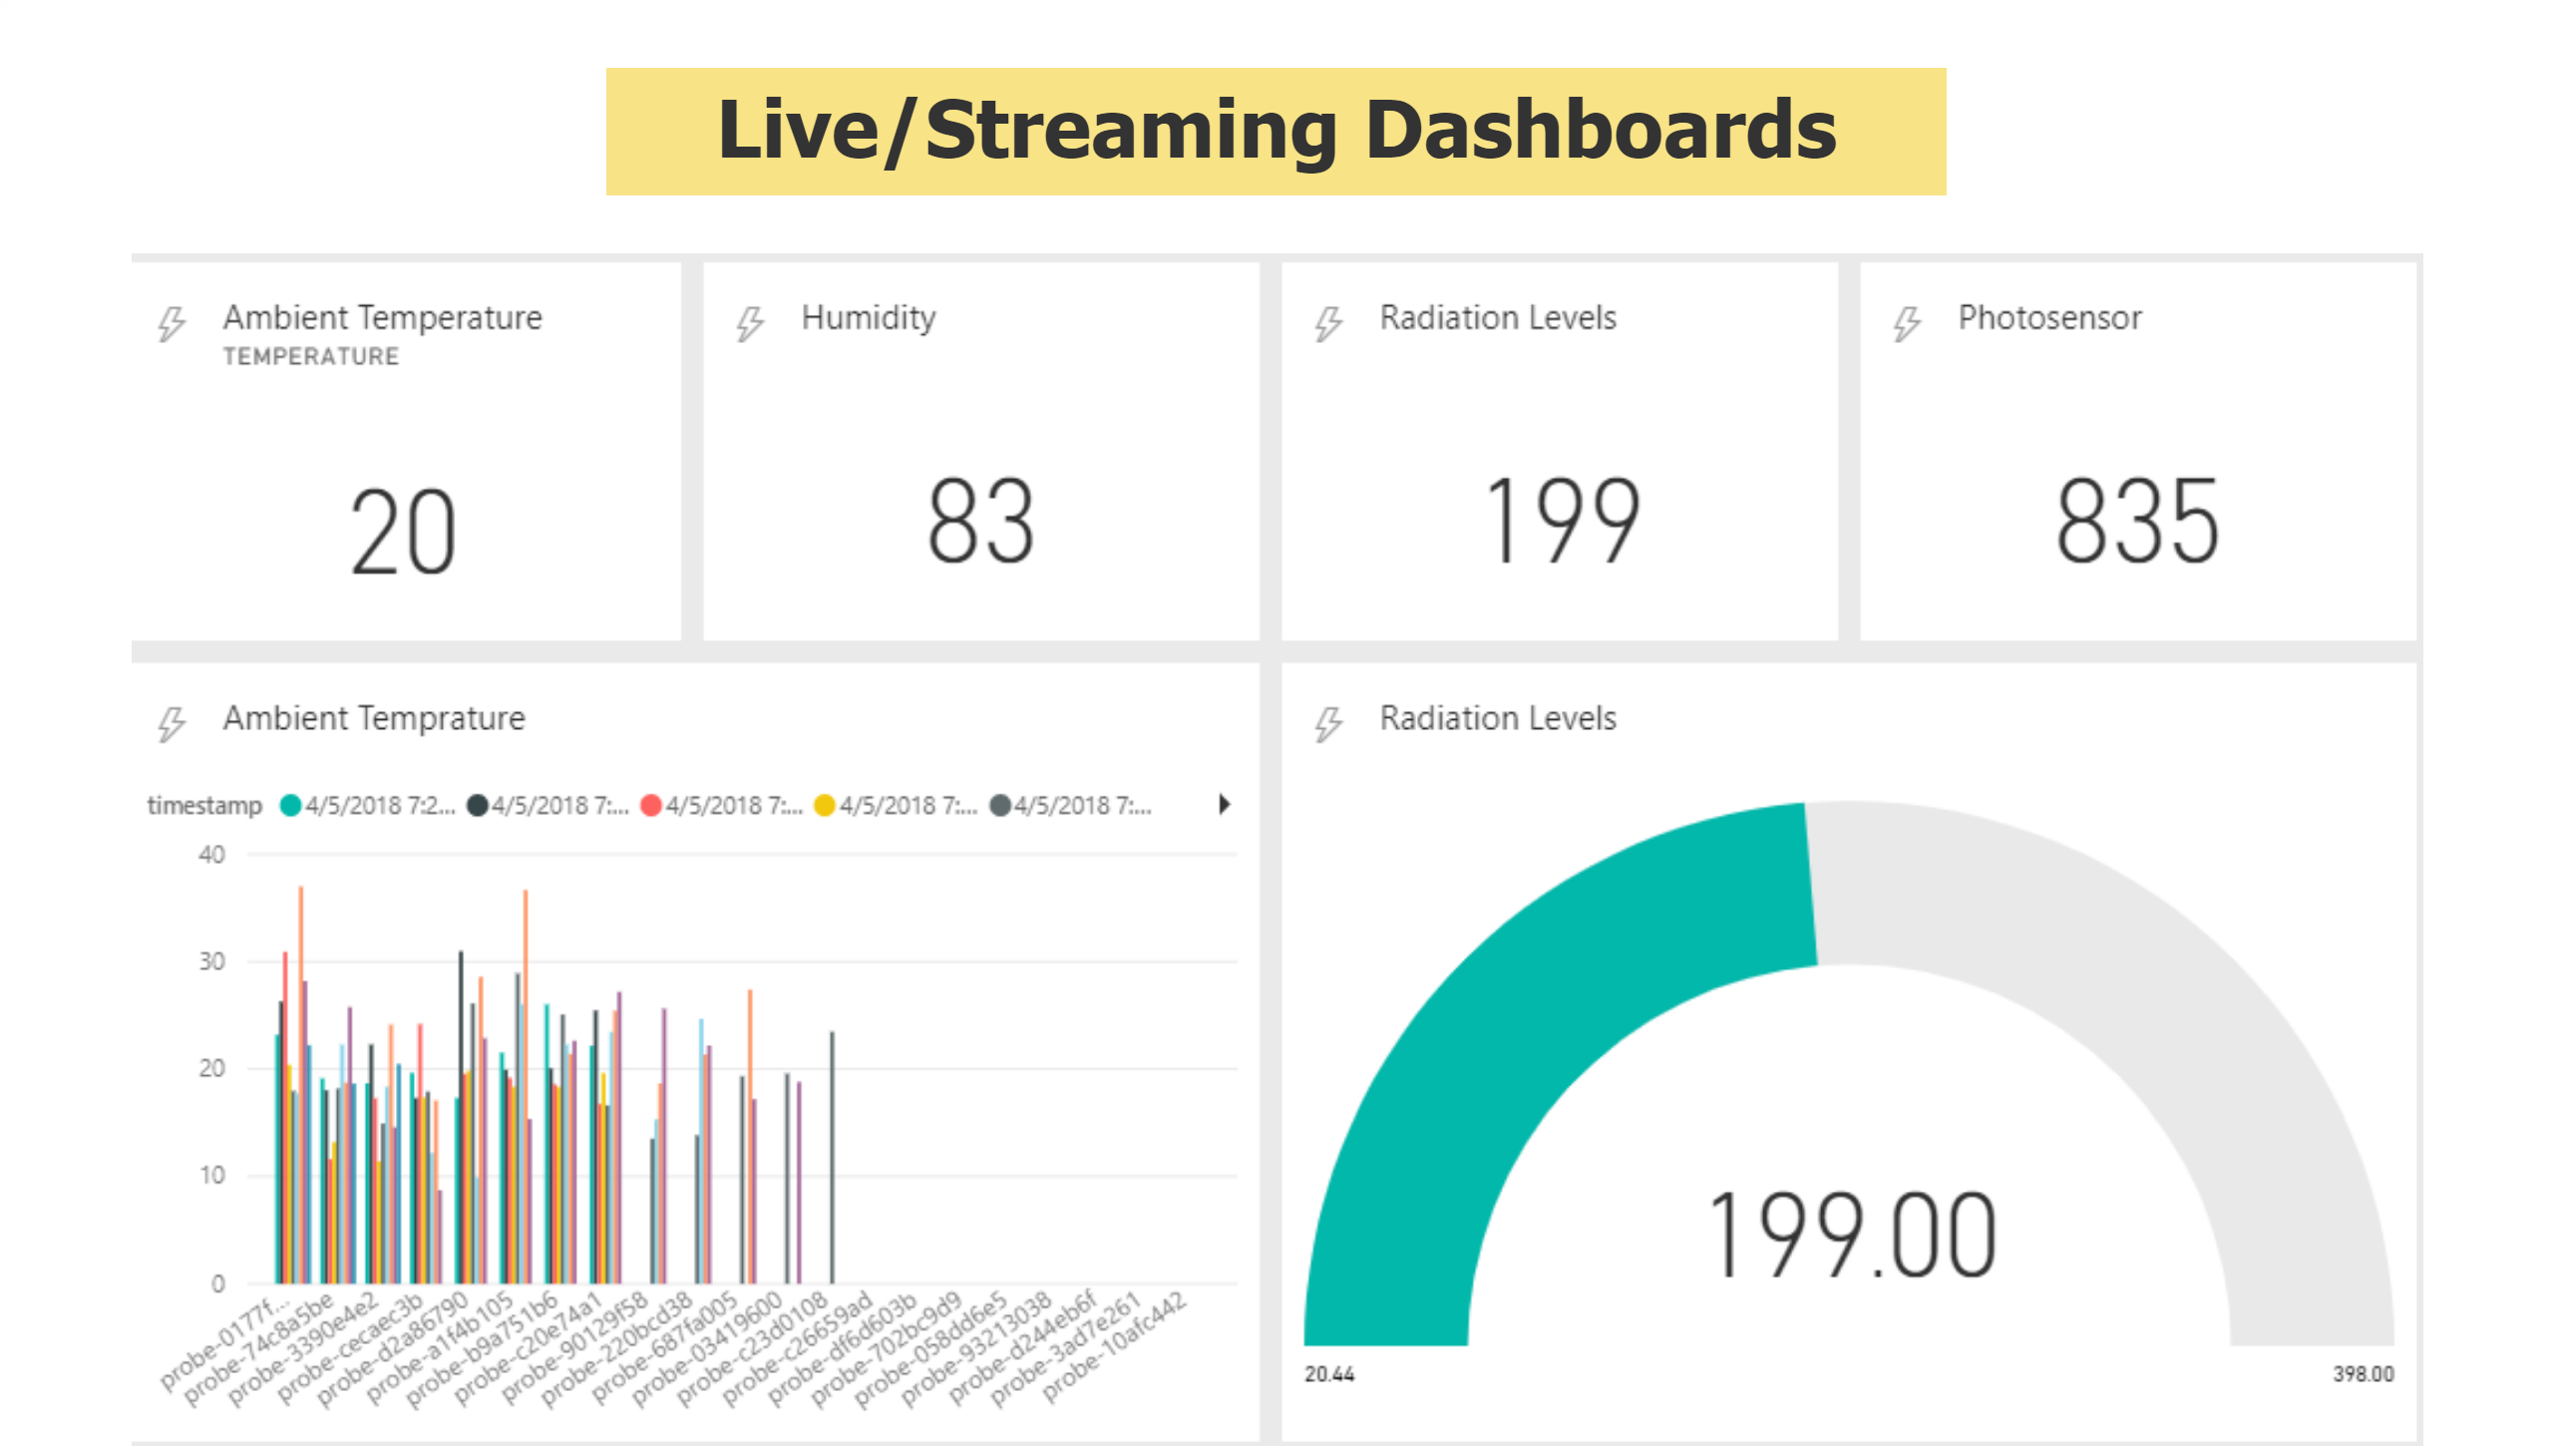 Live/Streaming Dashboards
Ambient Temperature
TEMPERATURE
20
Humidity
83
Radiation Levels
199
Photosensor
835
Ambient Temprature
timestamp 4/5/2018 7:2... 4/5/2018 7:... 4/5/2018 7:... 4/5/2018 7:... 4/5/2018 7:...
40
30
20
10
0
probe-0177f...
probe-74c8a5be
probe-3390e4e2
probe-cecaec3b
probe-d2a86790
probe-a1f4b105
probe-b9a751b6
probe-c20e74a1
probe-90129f58
probe-220bcd38
probe-687fa005
probe-03419600
probe-c23d0108
probe-c26659ad
probe-df6d603b
probe-702bc9d9
probe-058dd6e5
probe-93213038
probe-d244eb6f
probe-3ad7e261
probe-10afc442
Radiation Levels
199.00
20.44
398.00